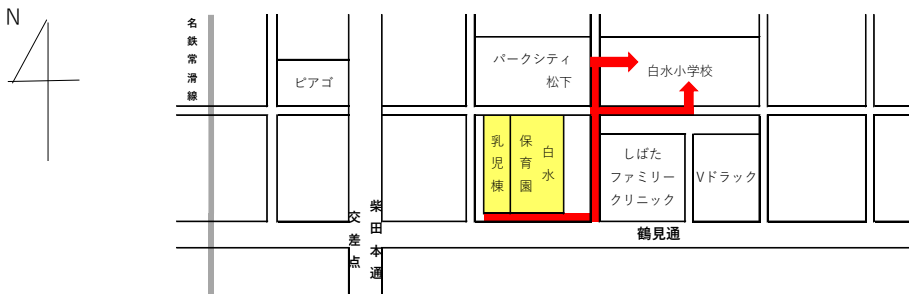 N
名鉄常滑線
ピアゴ
パークシティ
松下
白水小学校
乳児棟
保育園
白水
しばた
ファミリー
クリニック
Vドラック
柴田本通
交差点
鶴見通